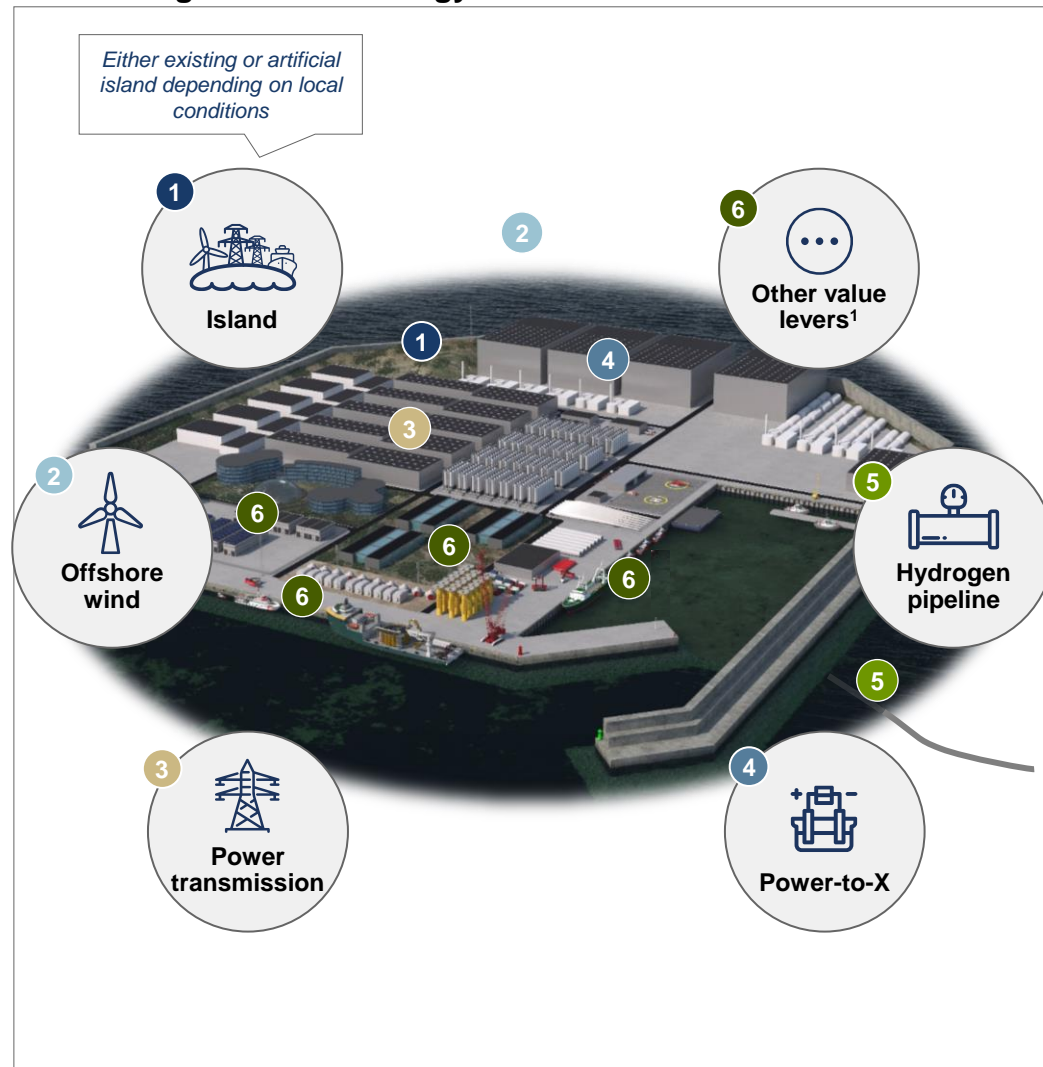 Either existing or artificial
island depending on local
conditions
1
Island
2
6
Other value
levers¹
1
4
3
2
Offshore
wind
6
6
6
6
5
Hydrogen
pipeline
5
3
Power
transmission
4
+ −
Power-to-X